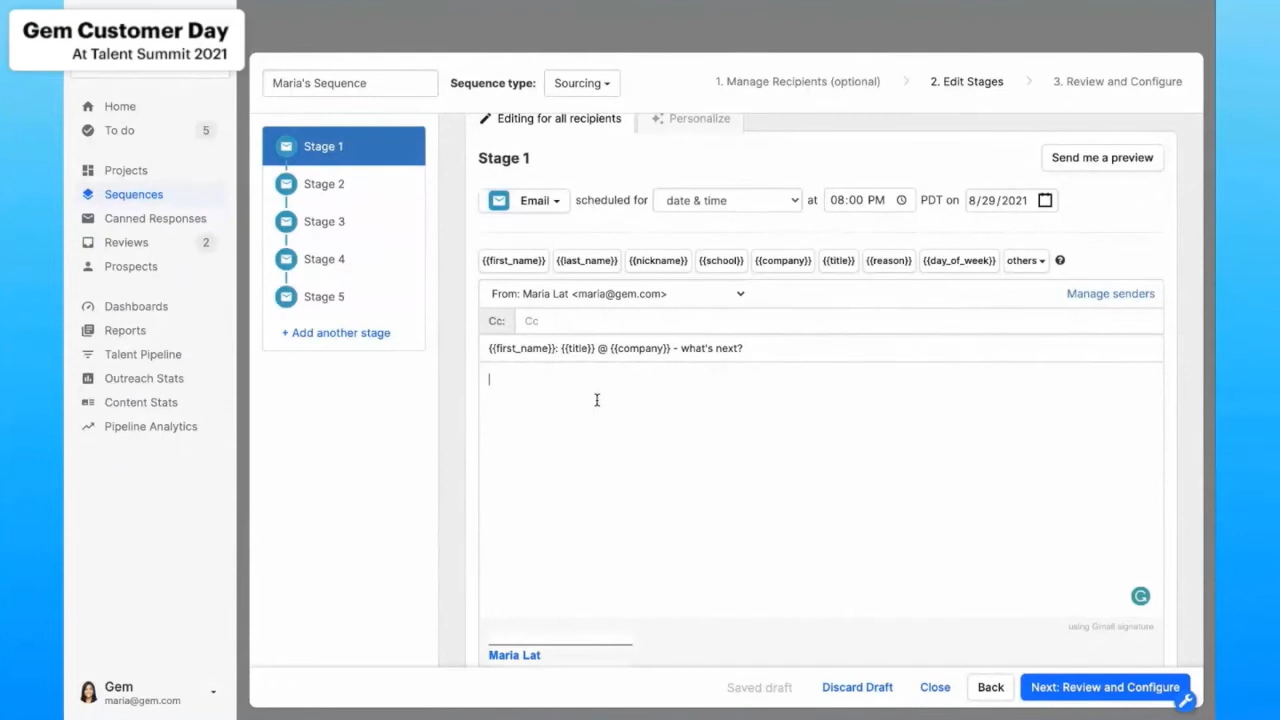 Gem Customer Day
At Talent Summit 2021
Home
To do 5
Projects
Sequences
Canned Responses
Reviews 2
Prospects
Dashboards
Reports
Talent Pipeline
Outreach Stats
Content Stats
Pipeline Analytics
Gem
maria@gem.com
Maria's Sequence Sequence type: Sourcing 1. Manage Recipients (optional) 2. Edit Stages 3. Review and Configure
Stage 1
Stage 2
Stage 3
Stage 4
Stage 5
+ Add another stage
Editing for all recipients Personalize
Stage 1 Send me a preview
Email scheduled for date & time at 08:00 PM PDT on 8/29/2021
{{first_name}} {{last_name}} {{nickname}} {{school}} {{company}} {{title}} {{reason}} {{day_of_week}} others
From: Maria Lat <maria@gem.com> Manage senders
Cc: Cc
{{first_name}}: {{title}} @ {{company}} - what's next?
using Gmail signature
Maria Lat
Saved draft Discard Draft Close Back Next: Review and Configure